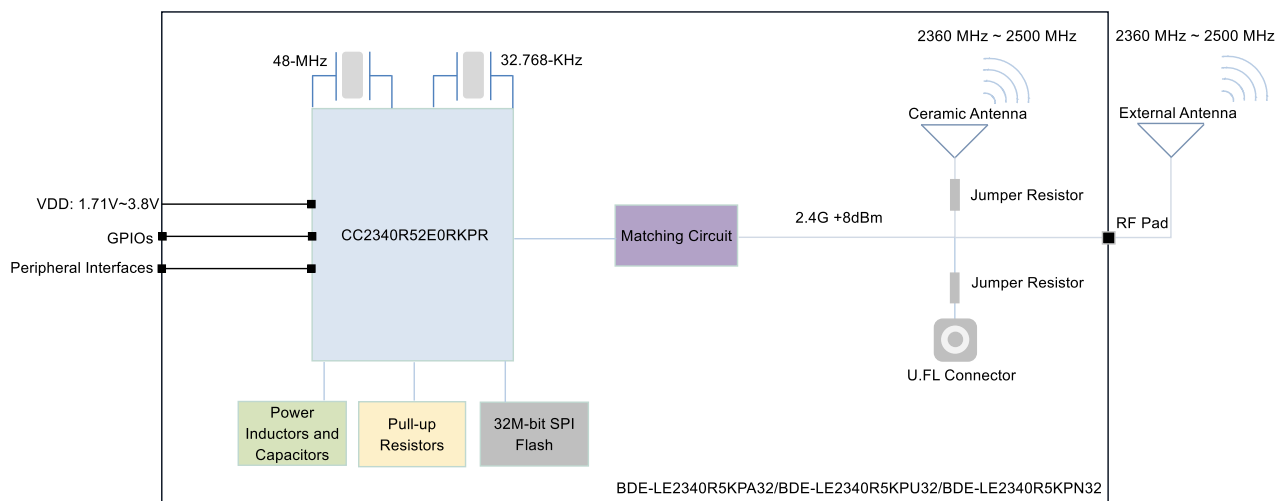 2360 MHz ~ 2500 MHz
2360 MHz ~ 2500 MHz
48-MHz
32.768-KHz
Ceramic Antenna
External Antenna
Jumper Resistor
VDD: 1.71V~3.8V
GPIOs
Peripheral Interfaces
CC2340R52E0RKPR
Matching Circuit
2.4G +8dBm
RF Pad
Jumper Resistor
U.FL Connector
Power
Inductors and
Capacitors
Pull-up
Resistors
32M-bit SPI
Flash
BDE-LE2340R5KPA32/BDE-LE2340R5KPU32/BDE-LE2340R5KPN32